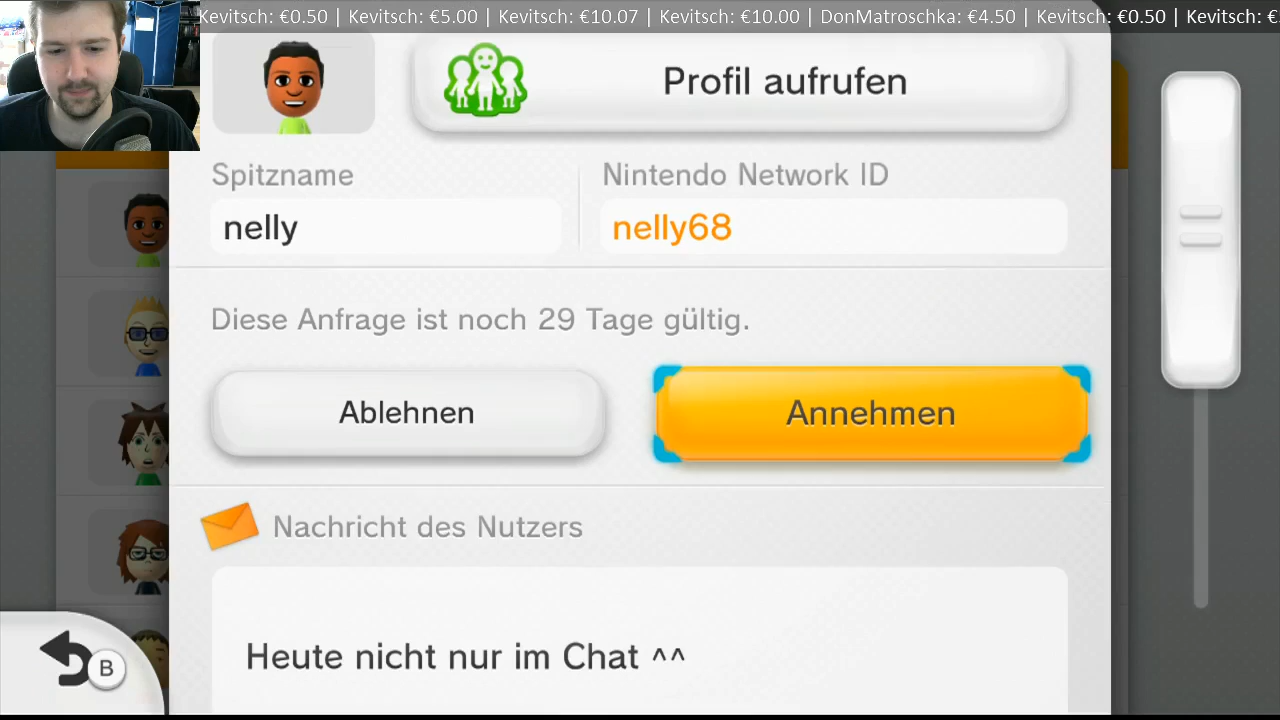 Kevitsch: €0.50 | Kevitsch: €5.00 | Kevitsch: €10.07 | Kevitsch: €10.00 | DonMarroschka: €4.50 | Kevitsch: €0.50 | Kevitsch: €
Profil aufrufen
Spitzname
Nintendo Network ID
nelly
nelly68
Diese Anfrage ist noch 29 Tage gültig.
Ablehnen
Annehmen
Nachricht des Nutzers
Heute nicht nur im Chat ^^
B